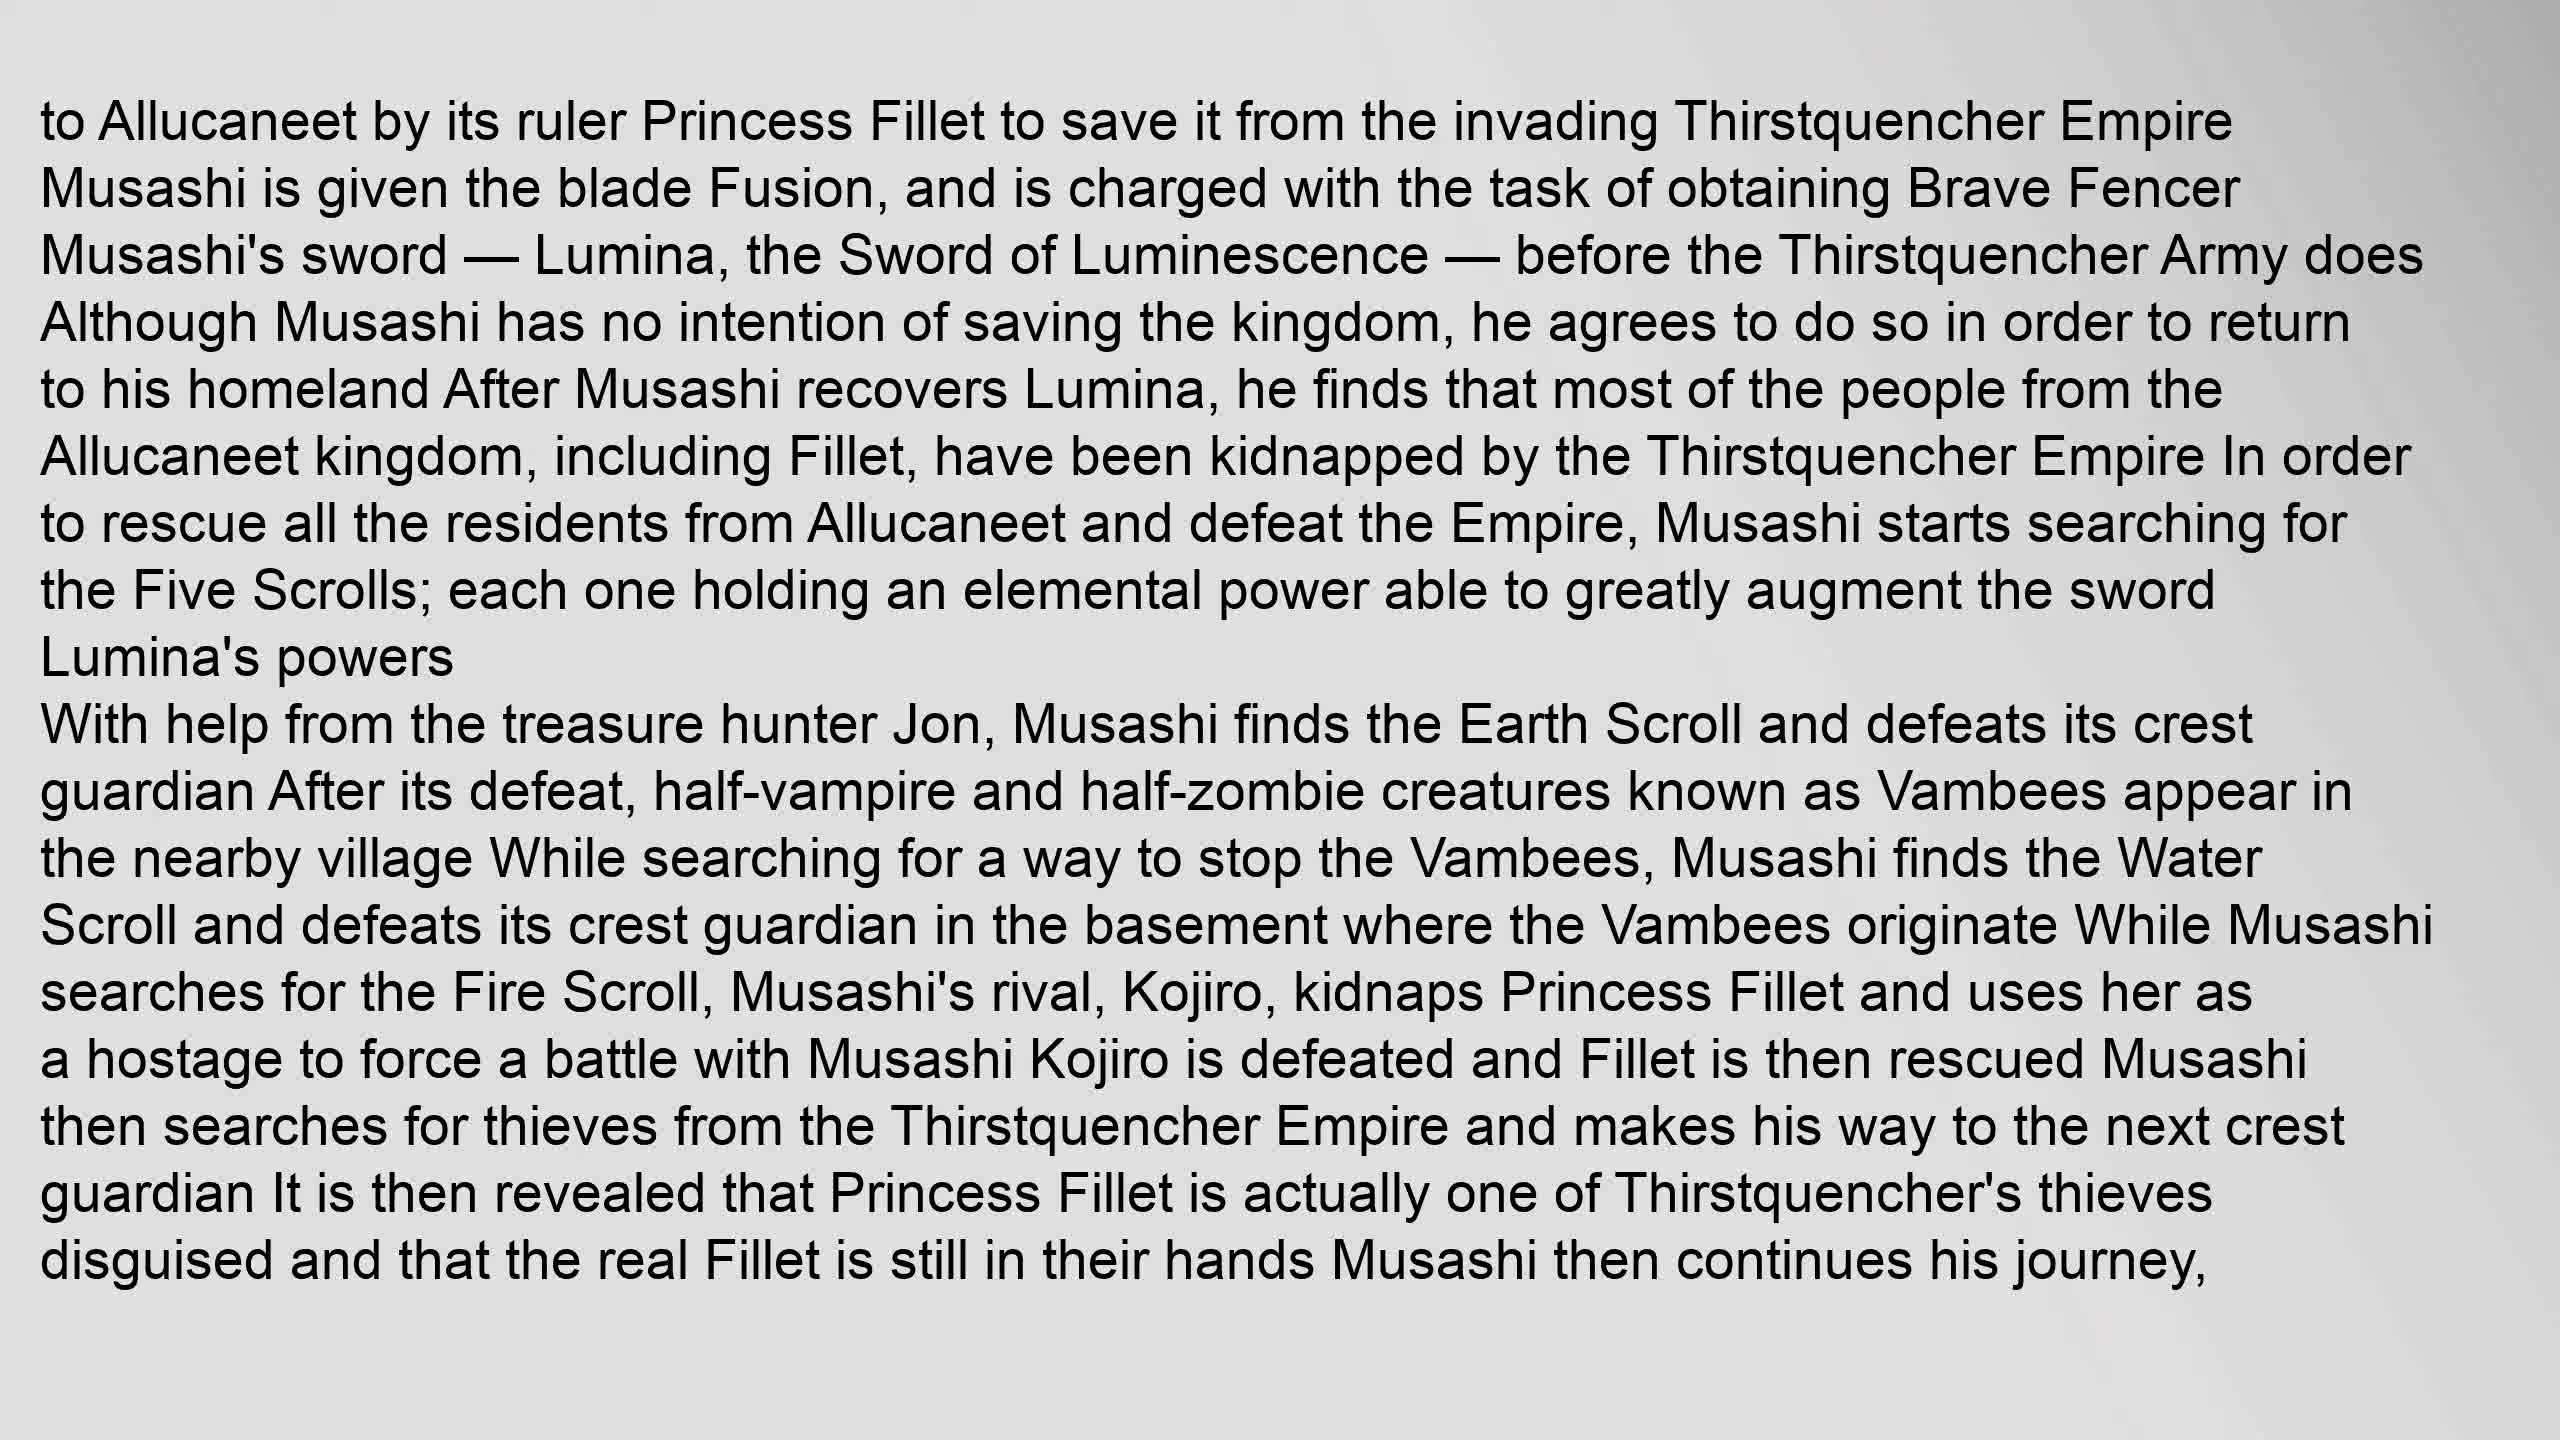 to Allucaneet by its ruler Princess Fillet to save it from the invading Thirstquencher Empire
Musashi is given the blade Fusion, and is charged with the task of obtaining Brave Fencer
Musashi's sword — Lumina, the Sword of Luminescence — before the Thirstquencher Army does
Although Musashi has no intention of saving the kingdom, he agrees to do so in order to return
to his homeland After Musashi recovers Lumina, he finds that most of the people from the
Allucaneet kingdom, including Fillet, have been kidnapped by the Thirstquencher Empire In order
to rescue all the residents from Allucaneet and defeat the Empire, Musashi starts searching for
the Five Scrolls; each one holding an elemental power able to greatly augment the sword
Lumina's powers
With help from the treasure hunter Jon, Musashi finds the Earth Scroll and defeats its crest
guardian After its defeat, half-vampire and half-zombie creatures known as Vambees appear in
the nearby village While searching for a way to stop the Vambees, Musashi finds the Water
Scroll and defeats its crest guardian in the basement where the Vambees originate While Musashi
searches for the Fire Scroll, Musashi's rival, Kojiro, kidnaps Princess Fillet and uses her as
a hostage to force a battle with Musashi Kojiro is defeated and Fillet is then rescued Musashi
then searches for thieves from the Thirstquencher Empire and makes his way to the next crest
guardian It is then revealed that Princess Fillet is actually one of Thirstquencher's thieves
disguised and that the real Fillet is still in their hands Musashi then continues his journey,